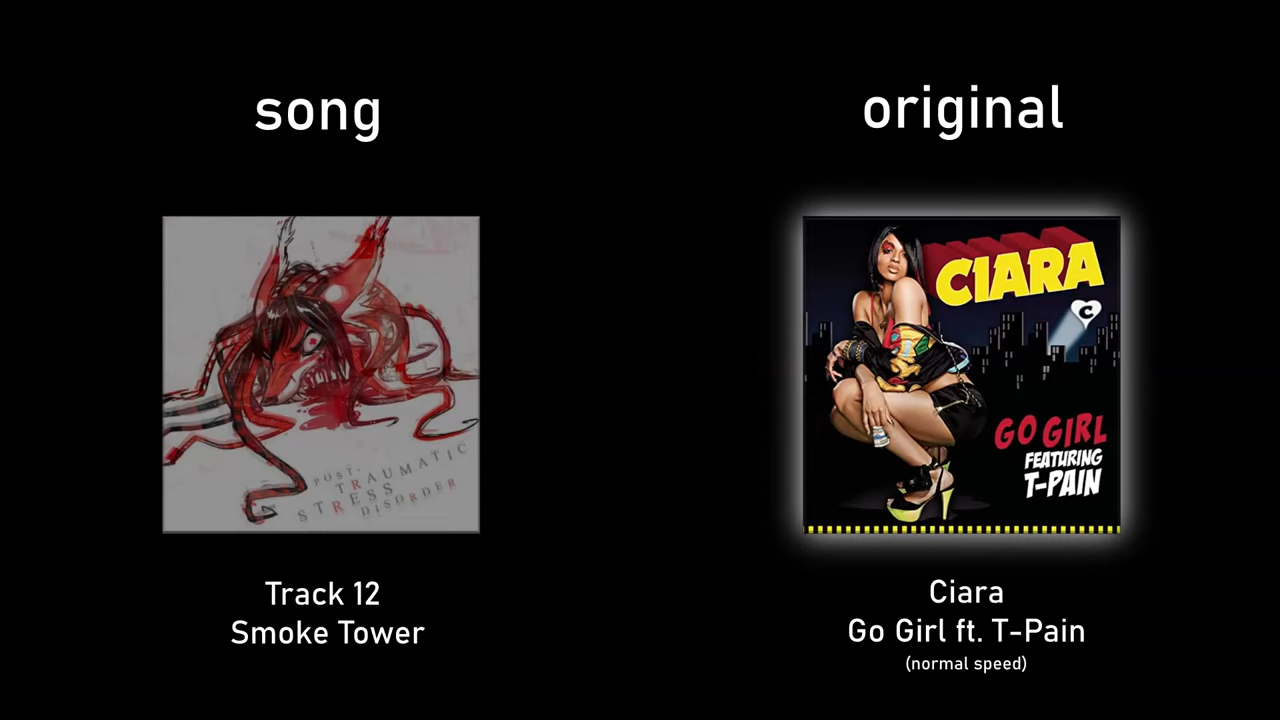 song
original
POST-
TRAUMATIC
STRESS
DISORDER
CIARA
C
GO GIRL
FEATURING
T-PAIN
Track 12
Smoke Tower
Ciara
Go Girl ft. T-Pain
(normal speed)